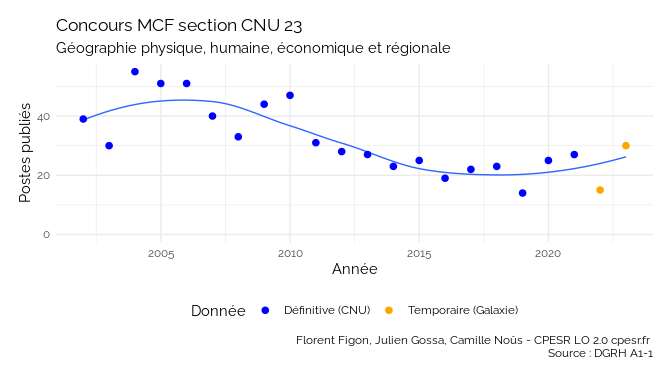 Concours MCF section CNU 23
Géographie physique, humaine, économique et régionale
Postes publiés
40
20
0
2005 2010 2015 2020
Année
Donnée Définitive (CNU) Temporaire (Galaxie)
Florent Figon, Julien Gossa, Camille Noûs - CPESR LO 2.0 cpesr.fr
Source : DGRH A1-1